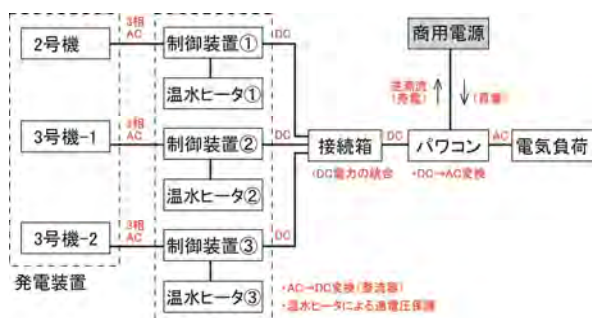 2号機
3相
AC
制御装置①
DC
温水ヒータ①
商用電源
逆潮流
(売電)
3号機-1
3相
AC
制御装置②
DC
温水ヒータ②
接続箱
DC
パワコン
AC
電気負荷
・DC電力の統合
・DC→AC変換
3号機-2
3相
AC
制御装置③
DC
温水ヒータ③
発電装置
・AC→DC変換(整流器)
・温水ヒータによる過電圧保護